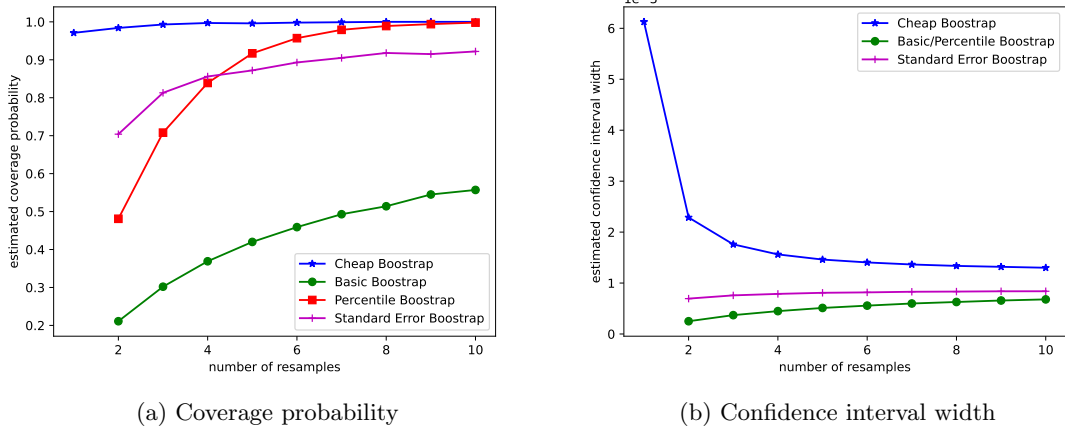 1.0
0.9
0.8
0.7
0.6
0.5
0.4
0.3
0.2
estimated coverage probability
Cheap Boostrap
Basic Boostrap
Percentile Boostrap
Standard Error Boostrap
2 4 6 8 10
number of resamples
(a) Coverage probability
6
5
4
3
2
1
0
estimated confidence interval width
Cheap Boostrap
Basic/Percentile Boostrap
Standard Error Boostrap
2 4 6 8 10
number of resamples
(b) Confidence interval width